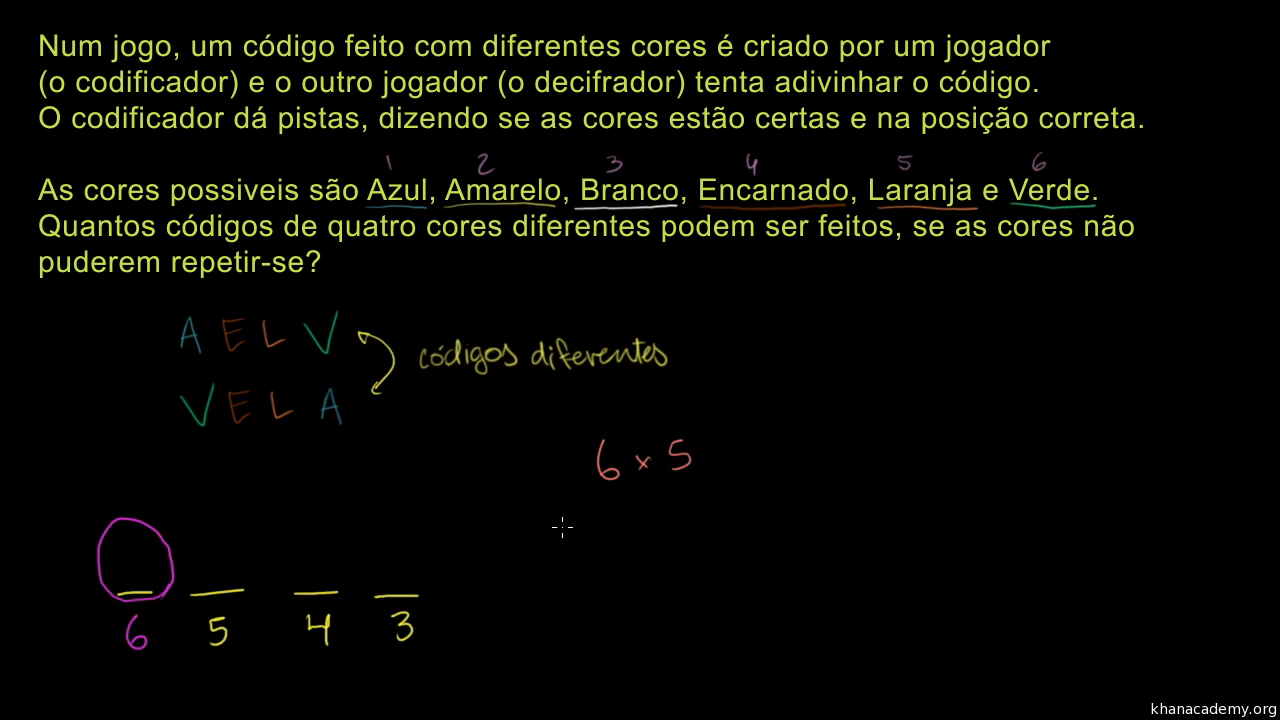 Num jogo, um código feito com diferentes cores é criado por um jogador
(o codificador) e o outro jogador (o decifrador) tenta adivinhar o código.
O codificador dá pistas, dizendo se as cores estão certas e na posição correta.
1 2 3 4 5 6
As cores possiveis são Azul, Amarelo, Branco, Encarnado, Laranja e Verde.
Quantos códigos de quatro cores diferentes podem ser feitos, se as cores não
puderem repetir-se?
A E L V
códigos diferentes
V E L A
6 × 5
6 5 4 3
khanacademy.org